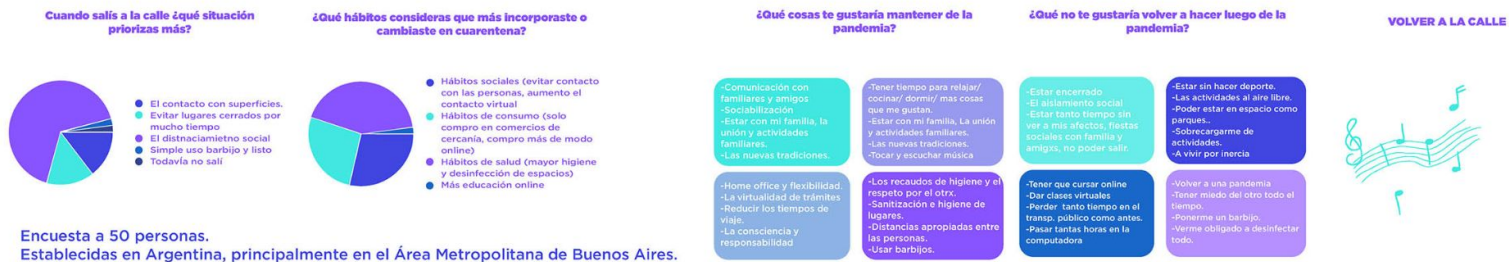 Cuando salís a la calle ¿qué situación
priorizas más?
El contacto con superficies.
Evitar lugares cerrados por
mucho tiempo
El distnaciamietno social
Simple uso barbijo y listo
Todavía no salí
¿Qué hábitos consideras que más incorporaste o
cambiaste en cuarentena?
Hábitos sociales (evitar contacto
con las personas, aumento el
contacto virtual
Hábitos de consumo (solo
compro en comercios de
cercanía, compro más de modo
online)
Hábitos de salud (mayor higiene
y desinfección de espacios)
Más educación online
Encuesta a 50 personas.
Establecidas en Argentina, principalmente en el Área Metropolitana de Buenos Aires.
¿Qué cosas te gustaría mantener de la
pandemia?
-Comunicación con
familiares y amigos
-Sociabilización
-Estar con mi familia, la
unión y actividades
familiares.
-Las nuevas tradiciones.
-Tener tiempo para relajar/
cocinar/ dormir/ mas cosas
que me gustan.
-Estar con mi familia, La unión
y actividades familiares.
-Las nuevas tradiciones.
-Tocar y escuchar música
-Home office y flexibilidad.
-La virtualidad de trámites
-Reducir los tiempos de
viaje.
-La consciencia y
responsabilidad
-Los recaudos de higiene y el
respeto por el otrx.
-Sanitización e higiene de
lugares.
-Distancias apropiadas entre
las personas.
-Usar barbijos.
¿Qué no te gustaría volver a hacer luego de la
pandemia?
-Estar encerrado
-El aislamiento social
-Estar tanto tiempo sin
ver a mis afectos, fiestas
sociales con familia y
amigxs, no poder salir.
-Estar sin hacer deporte.
-Las actividades al aire libre.
-Poder estar en espacio como
parques..
-Sobrecargarme de
actividades.
-A vivir por inercia
-Tener que cursar online
-Dar clases virtuales
-Perder tanto tiempo en el
transp. público como antes.
-Pasar tantas horas en la
computadora
-Volver a una pandemia
-Tener miedo del otro todo el
tiempo.
-Ponerme un barbijo.
-Verme obligado a desinfectar
todo.
VOLVER A LA CALLE